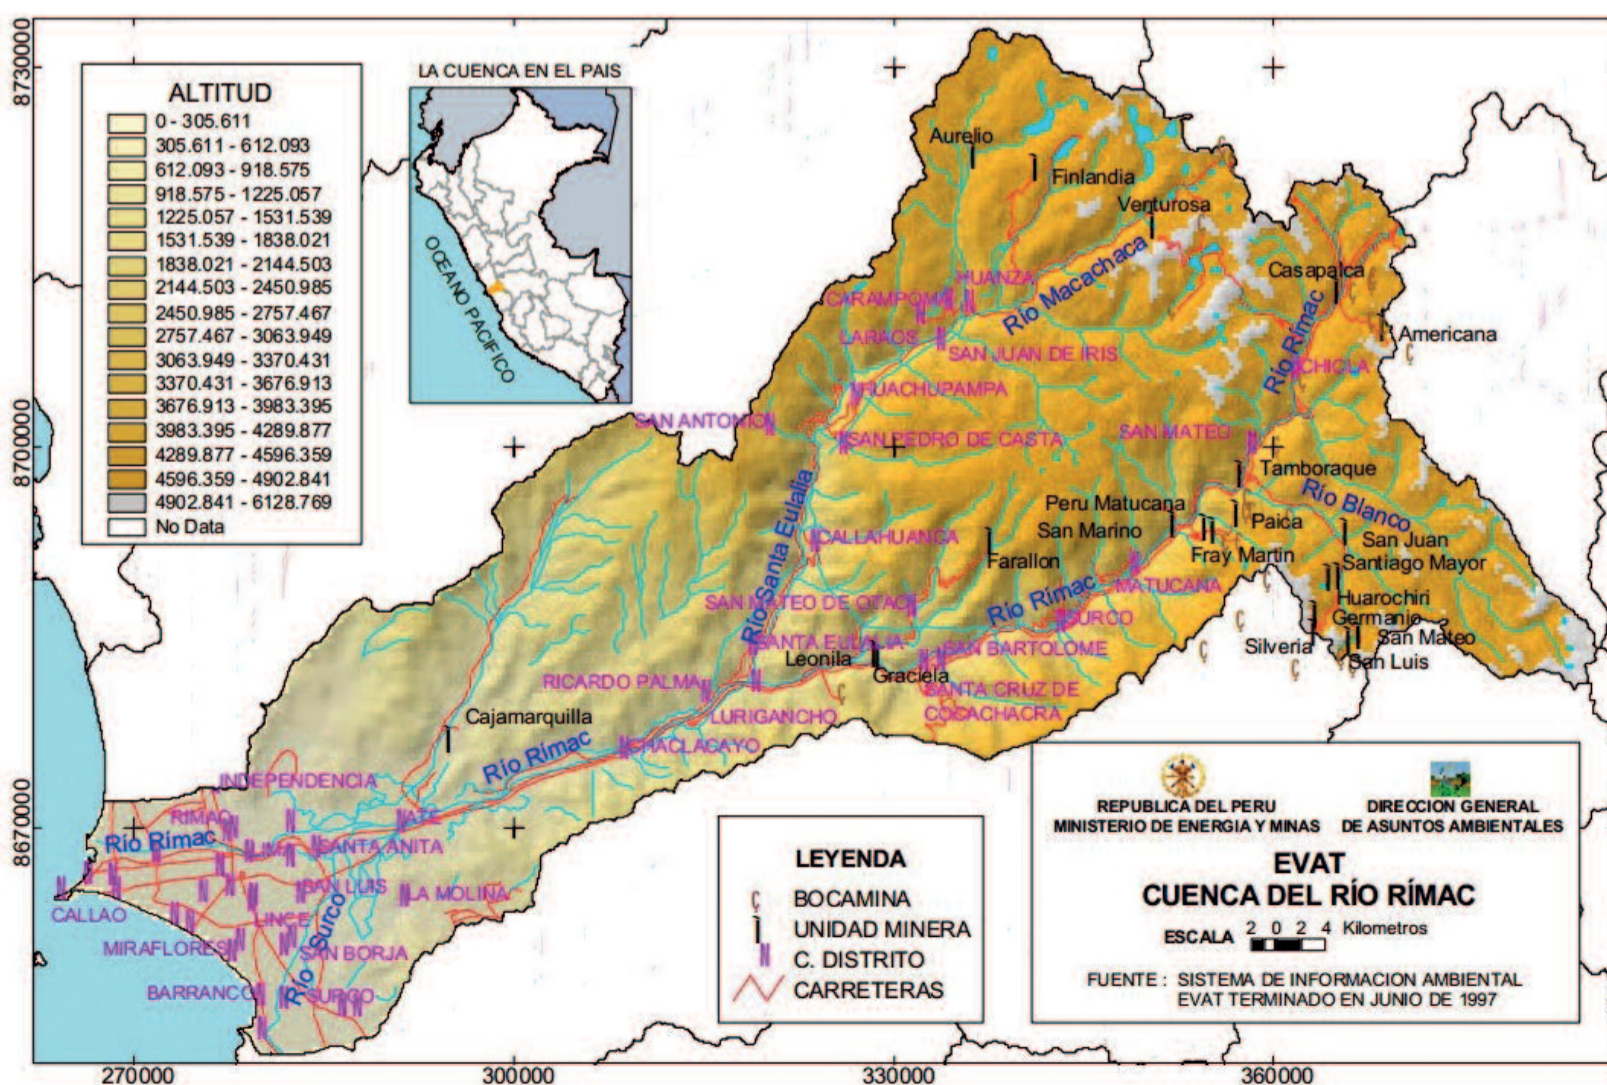 8730000
8700000
8670000
270000
300000
330000
360000
ALTITUD
0 - 305.611
305.611 - 612.093
612.093 - 918.575
918.575 - 1225.057
1225.057 - 1531.539
1531.539 - 1838.021
1838.021 - 2144.503
2144.503 - 2450.985
2450.985 - 2757.467
2757.467 - 3063.949
3063.949 - 3370.431
3370.431 - 3676.913
3676.913 - 3983.395
3983.395 - 4289.877
4289.877 - 4596.359
4596.359 - 4902.841
4902.841 - 6128.769
No Data
LA CUENCA EN EL PAIS
OCEANO PACIFICO
Aurelio
Finlandia
Venturosa
Casapalca
Americana
HUANZA
CARAMPOMA
Río Macachaca
LARAOS
SAN JUAN DE IRIS
Río Rímac
CHICLA
HUACHUPAMPA
SAN ANTONIO
SAN PEDRO DE CASTA
SAN MATEO
Tamboraque
Río Santa Eulalia
Río Blanco
Peru Matucana
Paica
San Marino
San Juan
CALLAHUANCA
Farallon
Fray Martin
Santiago Mayor
MATUCANA
Huarochiri
SAN MATEO DE OTAO
Río Rímac
SURCO
Germanio
Silveria
San Mateo
San Luis
SANTA EULALIA
SAN BARTOLOME
Leonila
Graciela
RICARDO PALMA
SANTA CRUZ DE
COCACHACRA
LURIGANCHO
Cajamarquilla
CHACLACAYO
Río Rímac
INDEPENDENCIA
RIMAC
ATE
Río Rímac
LIMA
SANTA ANITA
SAN LUIS
LA MOLINA
CALLAO
LINCE
Río Surco
MIRAFLORES
SAN BORJA
BARRANCO
SURCO
LEYENDA
BOCAMINA
UNIDAD MINERA
C. DISTRITO
CARRETERAS
REPUBLICA DEL PERU
MINISTERIO DE ENERGIA Y MINAS
DIRECCION GENERAL
DE ASUNTOS AMBIENTALES
EVAT
CUENCA DEL RÍO RÍMAC
ESCALA 2 0 2 4 Kilometros
FUENTE : SISTEMA DE INFORMACION AMBIENTAL
EVAT TERMINADO EN JUNIO DE 1997